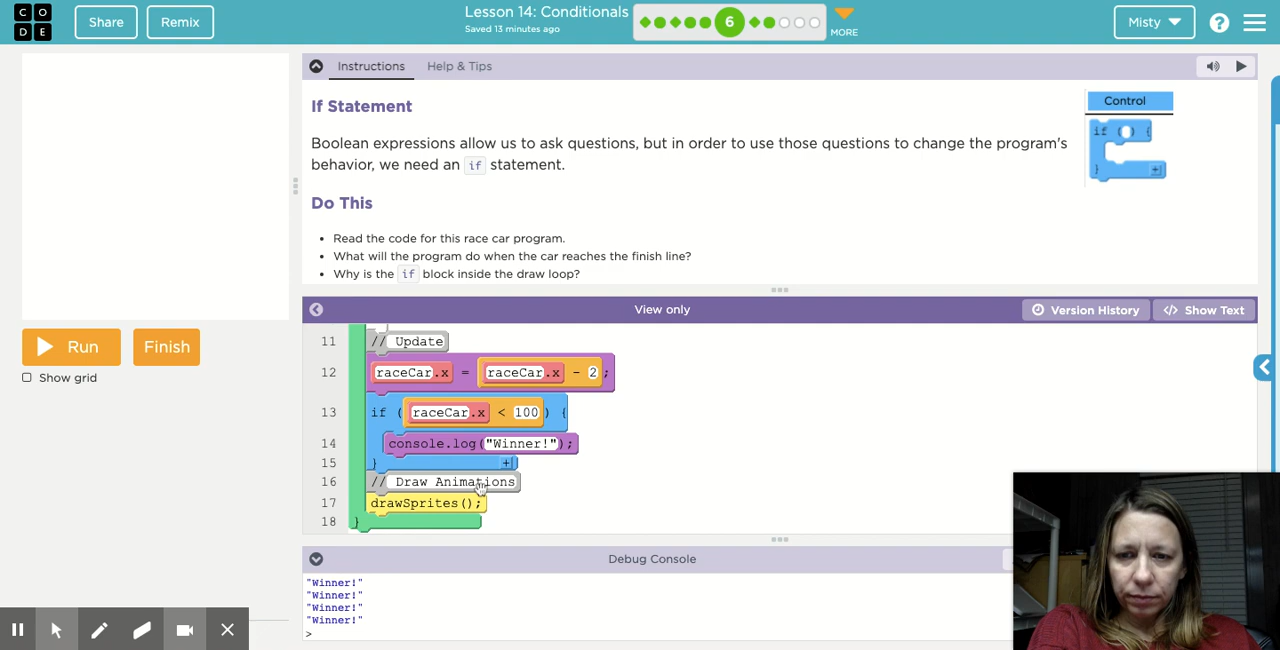 C O
D E
Share
Remix
Lesson 14: Conditionals
Saved 13 minutes ago
6
MORE
Misty
?
Instructions
Help & Tips
If Statement
Boolean expressions allow us to ask questions, but in order to use those questions to change the program's
behavior, we need an if statement.
Control
if ( ) {
}
Do This
• Read the code for this race car program.
• What will the program do when the car reaches the finish line?
• Why is the if block inside the draw loop?
Run
Finish
Show grid
View only
Version History
</> Show Text
11 // Update
12 raceCar.x = raceCar.x - 2;
13 if (raceCar.x < 100) {
14 console.log("Winner!");
15 } +
16 // Draw Animations
17 drawSprites();
18 }
Debug Console
"Winner!"
"Winner!"
"Winner!"
"Winner!"
>